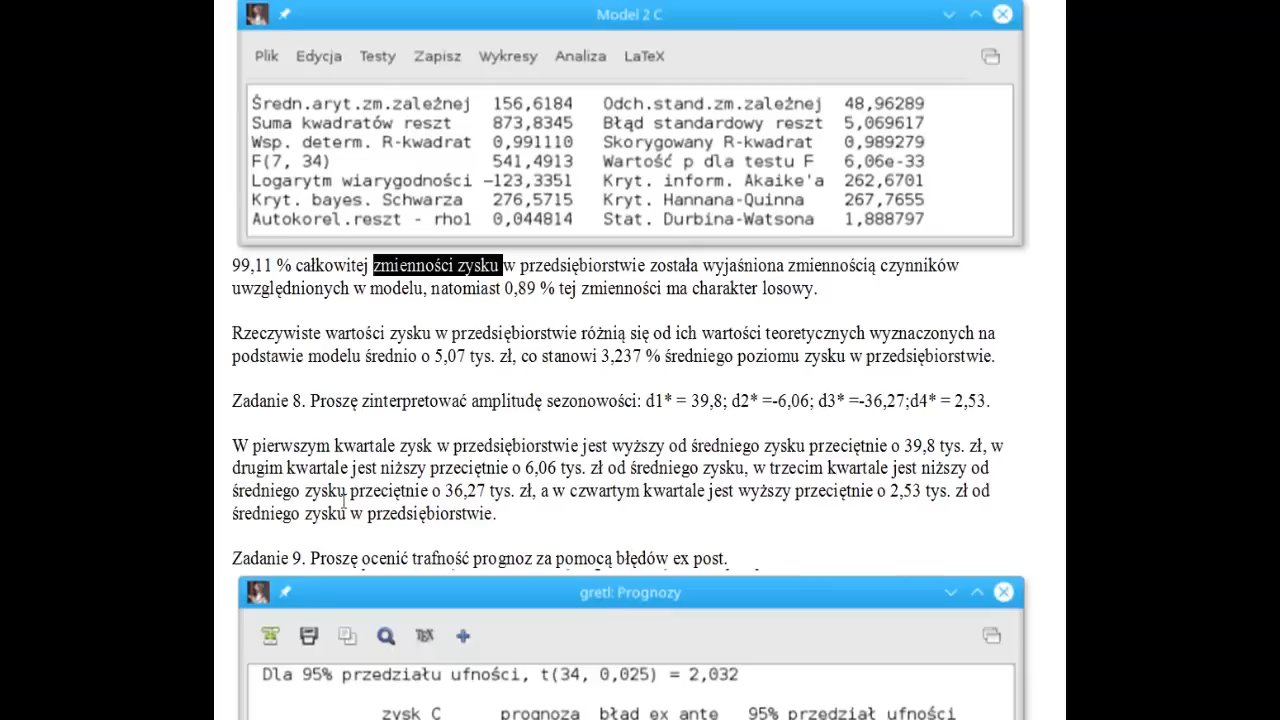 Model 2 C
Plik Edycja Testy Zapisz Wykresy Analiza LaTeX
Średn.aryt.zm.zależnej 156,6184 Odch.stand.zm.zależnej 48,96289
Suma kwadratów reszt 873,8345 Błąd standardowy reszt 5,069617
Wsp. determ. R-kwadrat 0,991110 Skorygowany R-kwadrat 0,989279
F(7, 34) 541,4913 Wartość p dla testu F 6,06e-33
Logarytm wiarygodności −123,3351 Kryt. inform. Akaike'a 262,6701
Kryt. bayes. Schwarza 276,5715 Kryt. Hannana-Quinna 267,7655
Autokorel.reszt - rho1 0,044814 Stat. Durbina-Watsona 1,888797
99,11 % całkowitej zmienności zysku w przedsiębiorstwie została wyjaśniona zmiennością czynników
uwzględnionych w modelu, natomiast 0,89 % tej zmienności ma charakter losowy.
Rzeczywiste wartości zysku w przedsiębiorstwie różnią się od ich wartości teoretycznych wyznaczonych na
podstawie modelu średnio o 5,07 tys. zł, co stanowi 3,237 % średniego poziomu zysku w przedsiębiorstwie.
Zadanie 8. Proszę zinterpretować amplitudę sezonowości: d1* = 39,8; d2* =-6,06; d3* =-36,27;d4* = 2,53.
W pierwszym kwartale zysk w przedsiębiorstwie jest wyższy od średniego zysku przeciętnie o 39,8 tys. zł, w
drugim kwartale jest niższy przeciętnie o 6,06 tys. zł od średniego zysku, w trzecim kwartale jest niższy od
średniego zysku przeciętnie o 36,27 tys. zł, a w czwartym kwartale jest wyższy przeciętnie o 2,53 tys. zł od
średniego zysku w przedsiębiorstwie.
Zadanie 9. Proszę ocenić trafność prognoz za pomocą błędów ex post.
gretl: Prognozy
TEX
Dla 95% przedziału ufności, t(34, 0,025) = 2,032
zysk_C prognoza błąd ex ante 95% przedział ufności